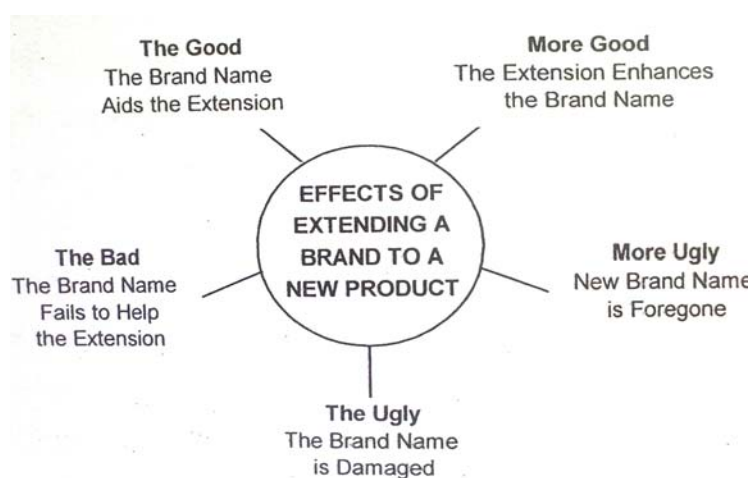 The Good
The Brand Name
Aids the Extension
More Good
The Extension Enhances
the Brand Name
EFFECTS OF
EXTENDING A
BRAND TO A
NEW PRODUCT
The Bad
The Brand Name
Fails to Help
the Extension
More Ugly
New Brand Name
is Foregone
The Ugly
The Brand Name
is Damaged